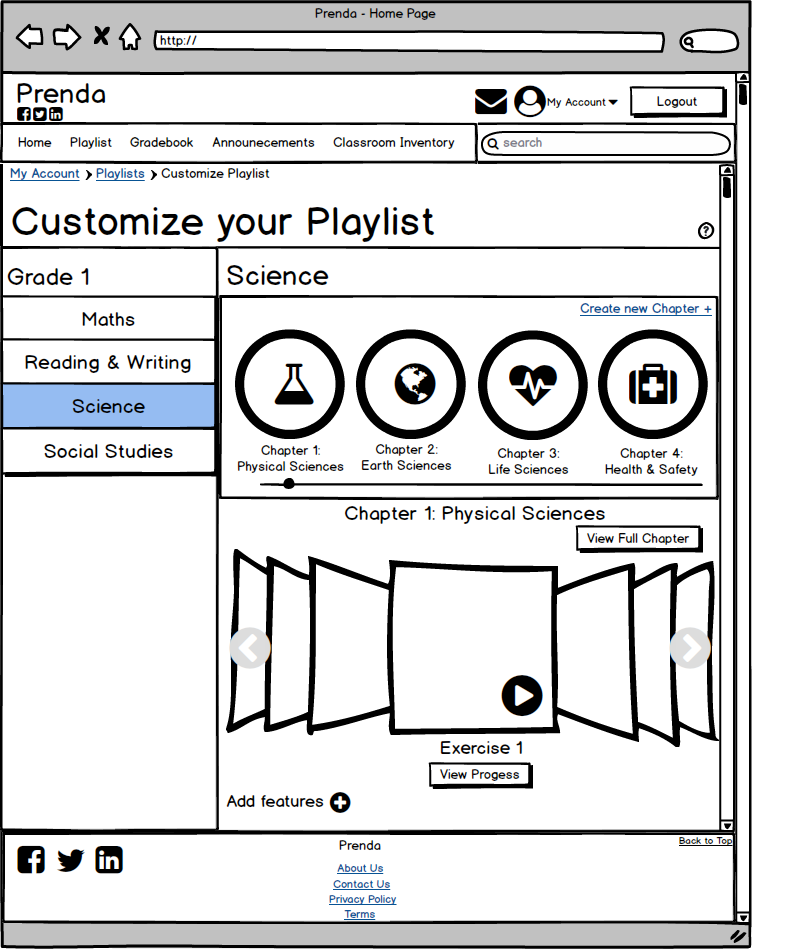 Prenda - Home Page
http://
Prenda
My Account
Logout
Home Playlist Gradebook Announcements Classroom Inventory
search
My Account Playlists Customize Playlist
Customize your Playlist
?
Grade 1
Maths
Reading & Writing
Science
Social Studies
Science
Create new Chapter +
Chapter 1:
Physical Sciences
Chapter 2:
Earth Sciences
Chapter 3:
Life Sciences
Chapter 4:
Health & Safety
Chapter 1: Physical Sciences
View Full Chapter
Exercise 1
View Progess
Add features
Back to Top
Prenda
About Us
Contact Us
Privacy Policy
Terms